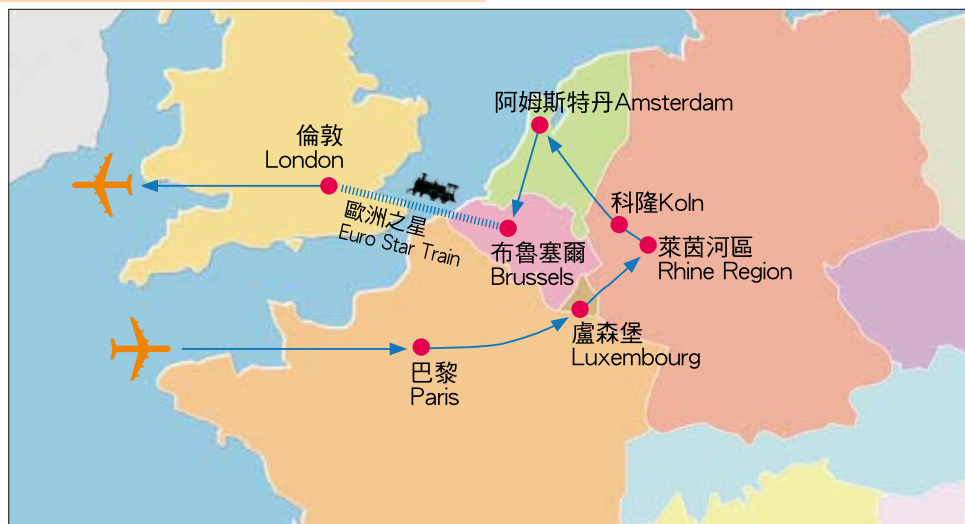 阿姆斯特丹Amsterdam
倫敦
London
科隆Koln
歐洲之星
Euro Star Train
布魯塞爾
Brussels
萊茵河區
Rhine Region
盧森堡
Luxembourg
巴黎
Paris